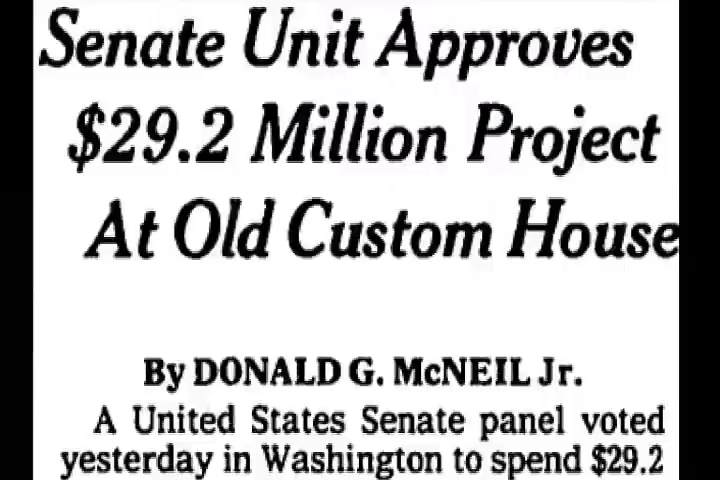 Senate Unit Approves
$29.2 Million Project
At Old Custom House
By DONALD G. McNEIL Jr.
A United States Senate panel voted
yesterday in Washington to spend $29.2